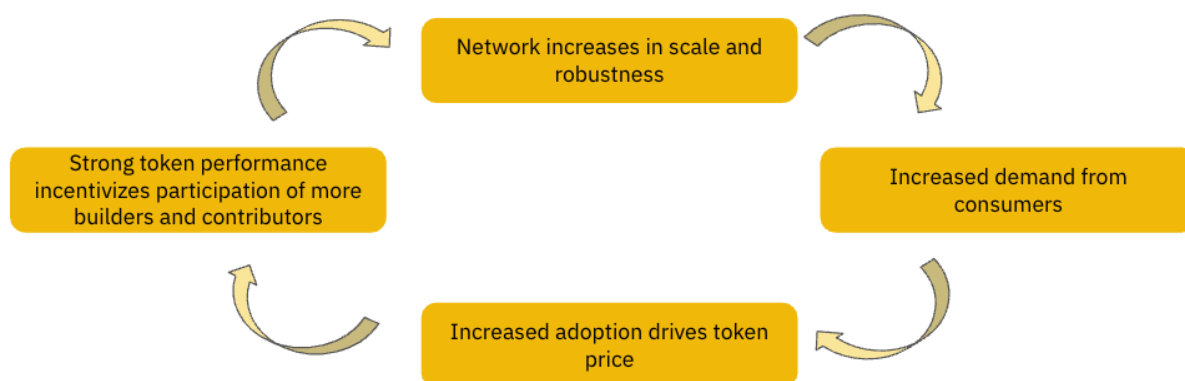 Network increases in scale and
robustness
Increased demand from
consumers
Increased adoption drives token
price
Strong token performance
incentivizes participation of more
builders and contributors